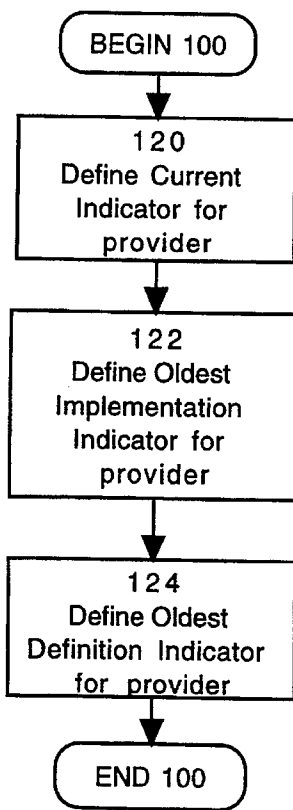 BEGIN 100
120
Define Current
Indicator for
provider
122
Define Oldest
Implementation
Indicator for
provider
124
Define Oldest
Definition Indicator
for provider
END 100